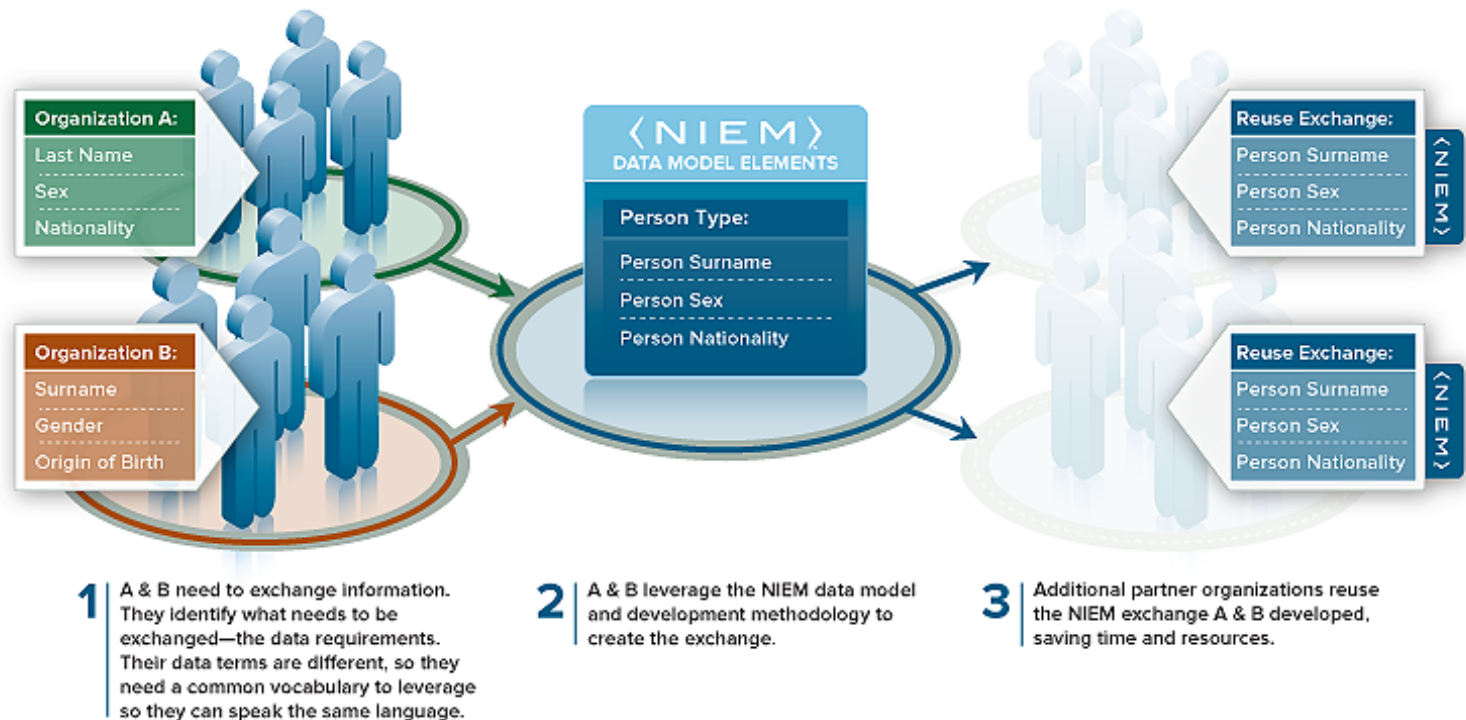 Organization A:
Last Name
Sex
Nationality
Organization B:
Surname
Gender
Origin of Birth
〈NIEM〉
DATA MODEL ELEMENTS
Person Type:
Person Surname
Person Sex
Person Nationality
Reuse Exchange:
Person Surname
Person Sex
Person Nationality
〈NIEM〉
Reuse Exchange:
Person Surname
Person Sex
Person Nationality
〈NIEM〉
1
A & B need to exchange information.
They identify what needs to be
exchanged—the data requirements.
Their data terms are different, so they
need a common vocabulary to leverage
so they can speak the same language.
2
A & B leverage the NIEM data model
and development methodology to
create the exchange.
3
Additional partner organizations reuse
the NIEM exchange A & B developed,
saving time and resources.